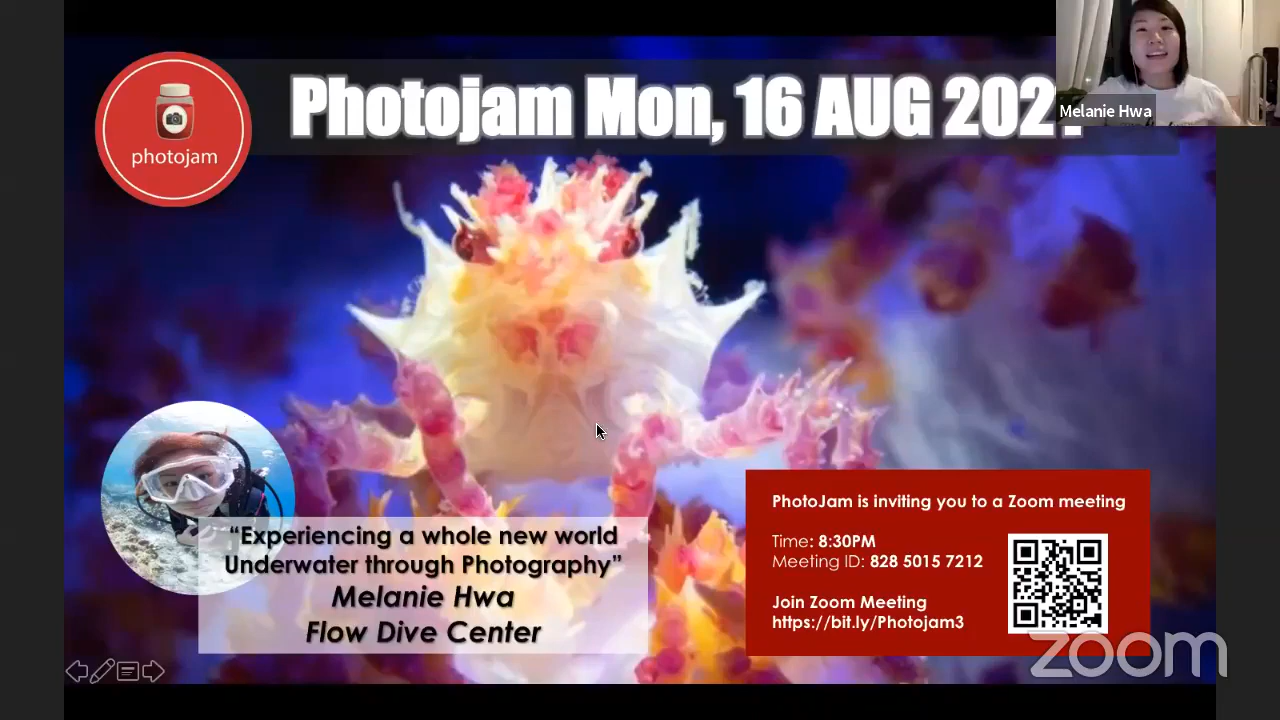 Photojam Mon, 16 AUG 202
Melanie Hwa
photojam
“Experiencing a whole new world
Underwater through Photography”
Melanie Hwa
Flow Dive Center
PhotoJam is inviting you to a Zoom meeting
Time: 8:30PM
Meeting ID: 828 5015 7212
Join Zoom Meeting
https://bit.ly/Photojam3
zoom